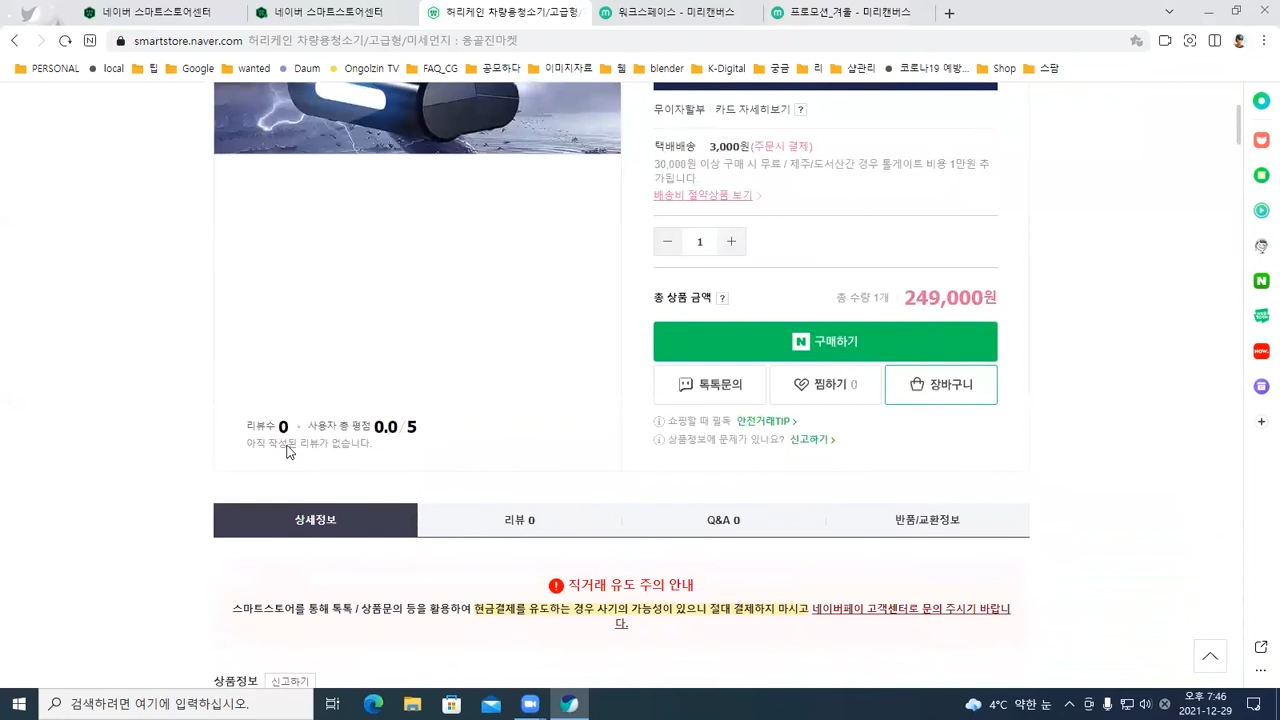 네이버 스마트스토어센터
네이버 스마트스토어센터
허리케인 차량용청소기/고급형/
워크스페이스 - 미리캔버스
프로모션_겨울 - 미리캔버스
smartstore.naver.com 허리케인 차량용청소기/고급형/미세먼지 : 옹골진마켓
PERSONAL
local
팁
Google
wanted
Daum
Ongolzin TV
FAQ_CG
공모하다
이미지자료
웹
blender
K-Digital
궁금
리
샵관리
코로나19 예방...
Shop
스팜
무이자할부 카드 자세히보기 ?
택배배송 3,000원(주문시 결제)
30,000원 이상 구매 시 무료 / 제주/도서산간 경우 톨게이트 비용 1만원 추
가됩니다
배송비 절약상품 보기 >
1
총 상품 금액 ?
총 수량 1개 249,000원
N 구매하기
톡톡문의
찜하기 0
장바구니
쇼핑할 때 필독 안전거래TIP >
상품정보에 문제가 있나요? 신고하기 >
리뷰수 0 · 사용자 총 평점 0.0 / 5
아직 작성된 리뷰가 없습니다.
상세정보
리뷰 0
Q&A 0
반품/교환정보
직거래 유도 주의 안내
스마트스토어를 통해 톡톡 / 상품문의 등을 활용하여 현금결제를 유도하는 경우 사기의 가능성이 있으니 절대 결제하지 마시고 네이버페이 고객센터로 문의 주시기 바랍니
다.
상품정보 신고하기
NOW.
검색하려면 여기에 입력하십시오.
4°C 약한 눈
오후 7:46
2021-12-29